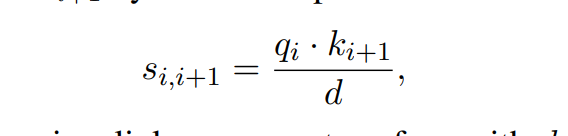 s_{i,i+1} = \frac{q_i \cdot k_{i+1}}{d},